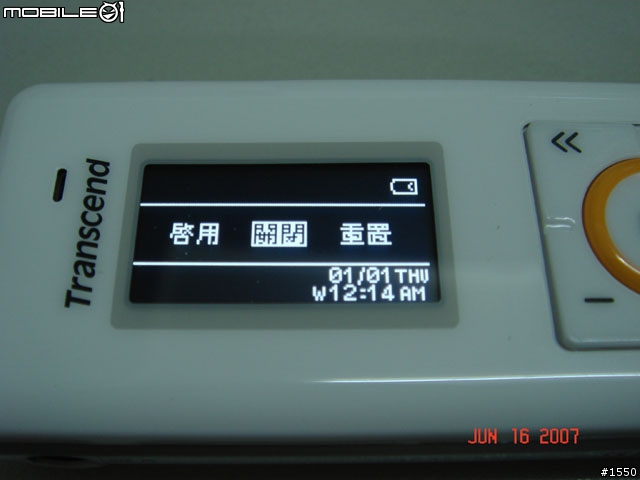 MOBILE01
Transcend
啓用 關閉 重置
01/01 THU
W12:14 AM
JUN 16 2007
#1550